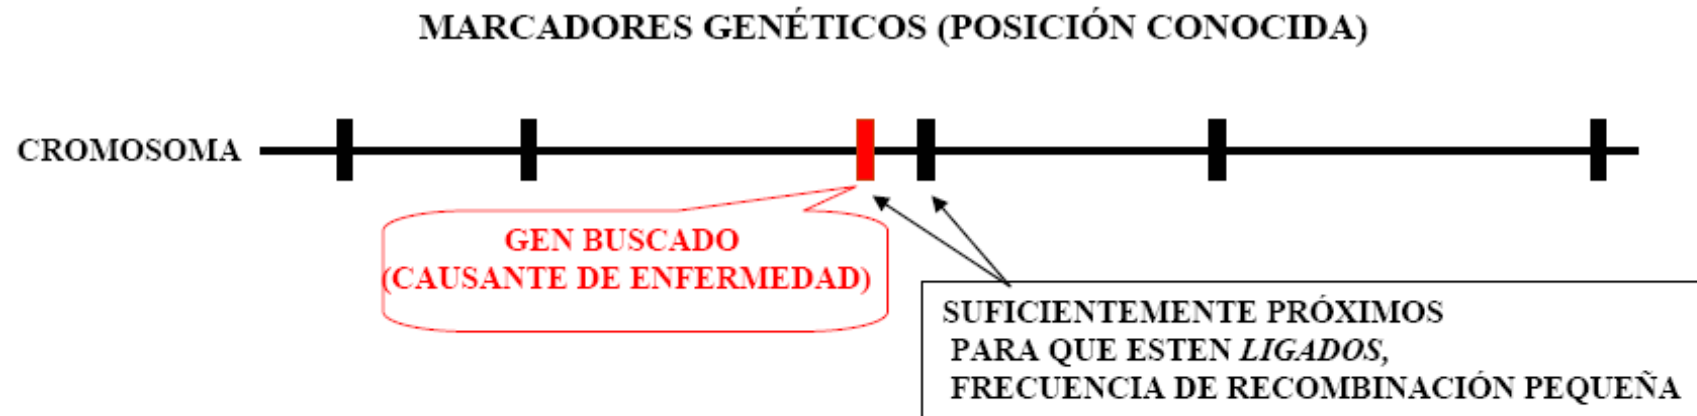 MARCADORES GENÉTICOS (POSICIÓN CONOCIDA)
CROMOSOMA
GEN BUSCADO
(CAUSANTE DE ENFERMEDAD)
SUFICIENTEMENTE PRÓXIMOS
PARA QUE ESTEN LIGADOS,
FRECUENCIA DE RECOMBINACIÓN PEQUEÑA